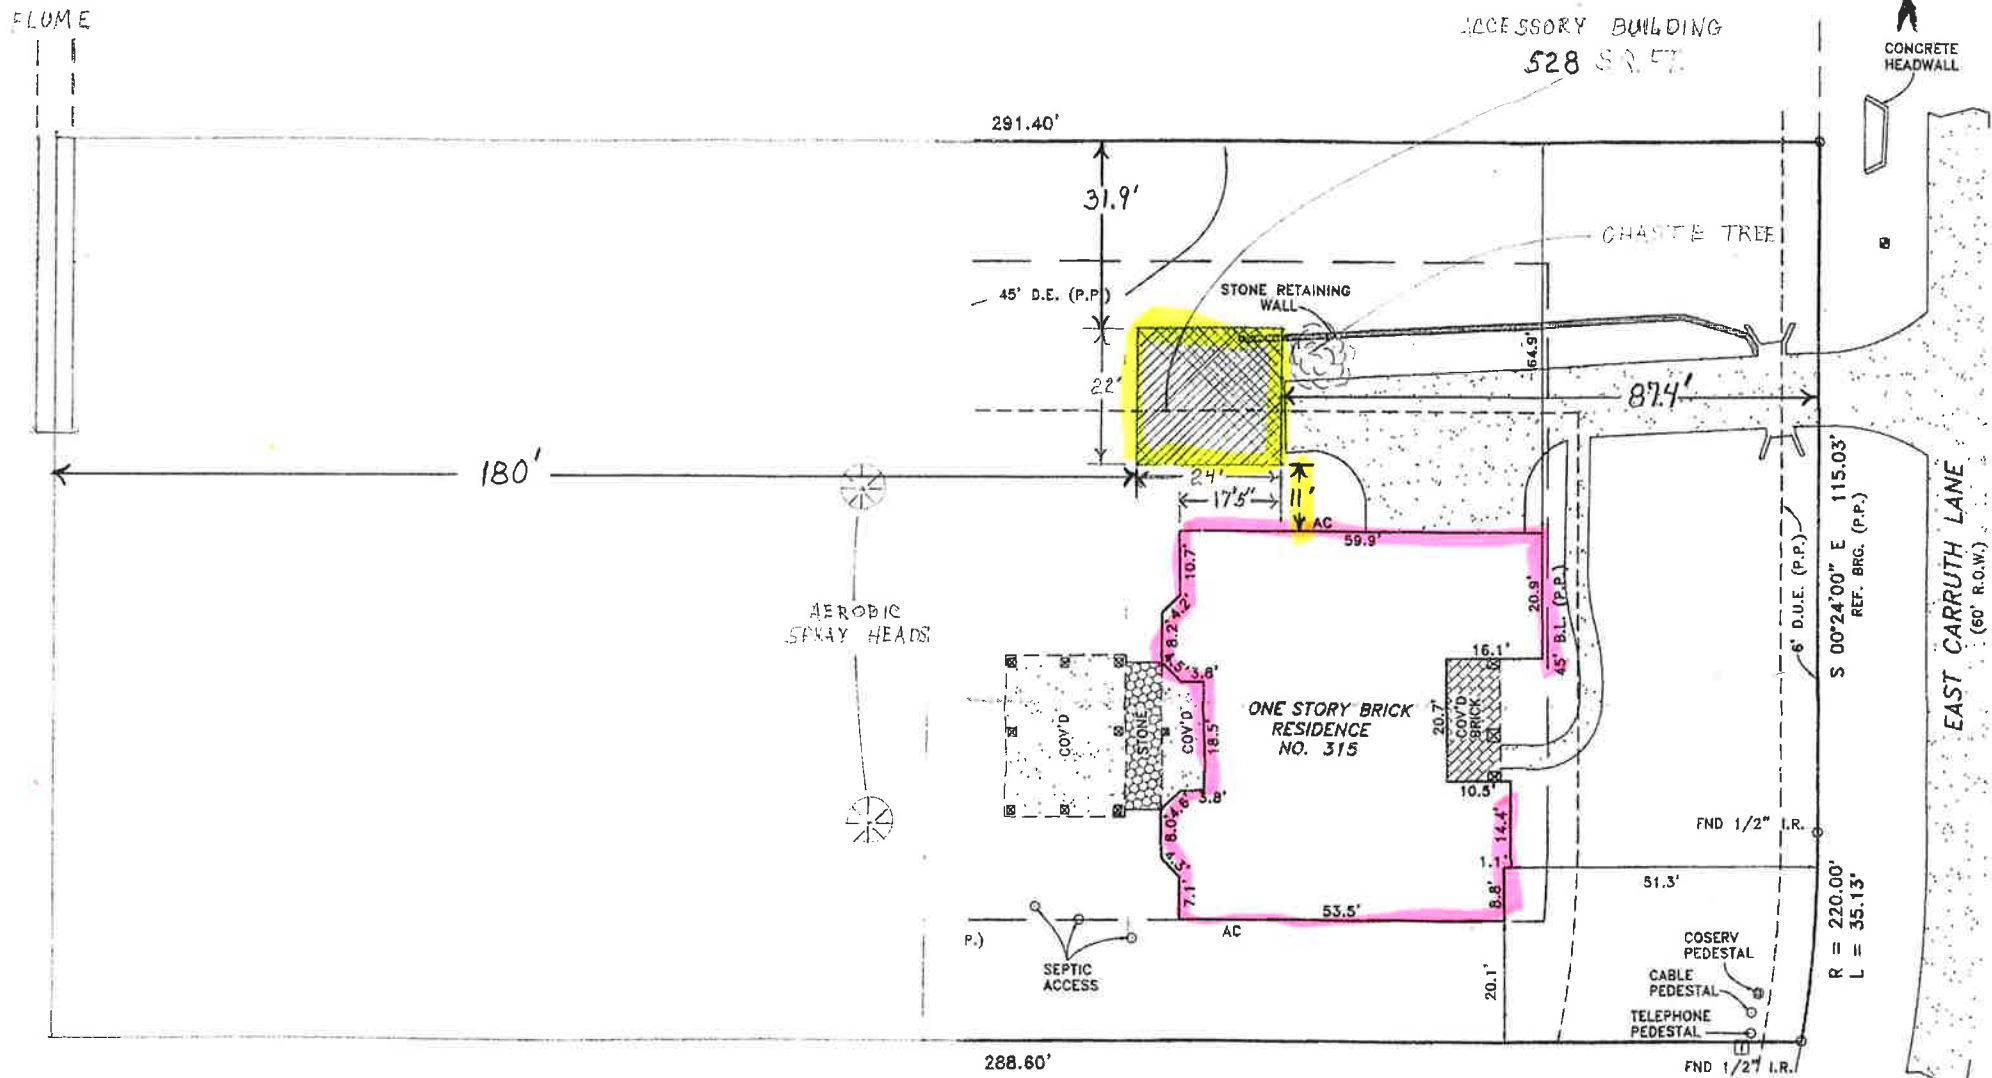 FLUME
ACCESSORY BUILDING
528 SQ. FT.
CONCRETE
HEADWALL
291.40'
31.9'
CHASTE TREE
45' D.E. (P.P.)
STONE RETAINING
WALL
64.9'
22'
87.4'
180'
24'
17'5"
11'
AC
59.9'
10.7'
4.2'
8.2'
4.5'
3.8'
20.9'
45' B.L. (P.P.)
16.1'
AEROBIC
SPRAY HEADS
COV'D
STONE
COV'D
18.5'
ONE STORY BRICK
RESIDENCE
NO. 315
20.7'
COV'D
BRICK
10.5'
3.8'
4.6'
8.0'
4.3'
7.1'
14.4'
1.1'
8.8'
53.5'
51.3'
AC
20.1'
P.)
SEPTIC
ACCESS
6' D.U.E. (P.P.)
S 00°24'00" E 115.03'
REF. BRG. (P.P.)
EAST CARRUTH LANE
(60' R.O.W.)
FND 1/2" I.R.
R = 220.00'
L = 35.13'
COSERV
PEDESTAL
CABLE
PEDESTAL
TELEPHONE
PEDESTAL
T
FND 1/2" I.R.
288.60'